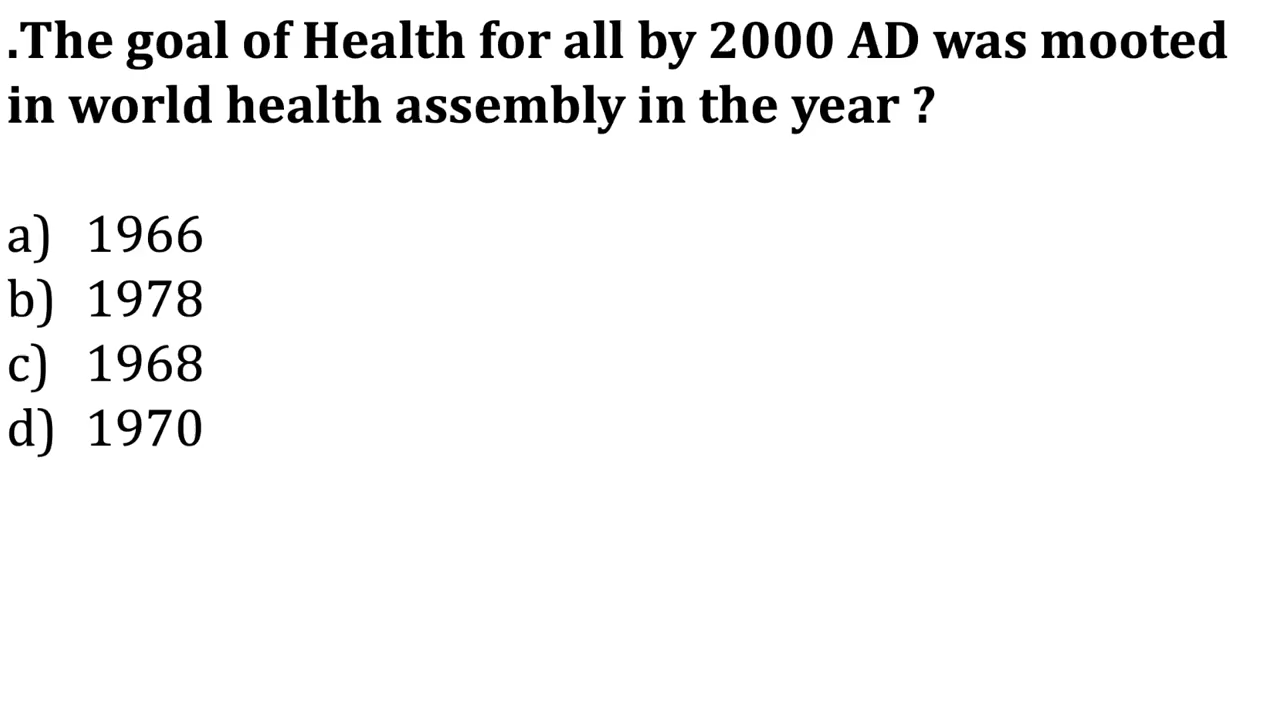 .The goal of Health for all by 2000 AD was mooted
in world health assembly in the year ?
a) 1966
b) 1978
c) 1968
d) 1970